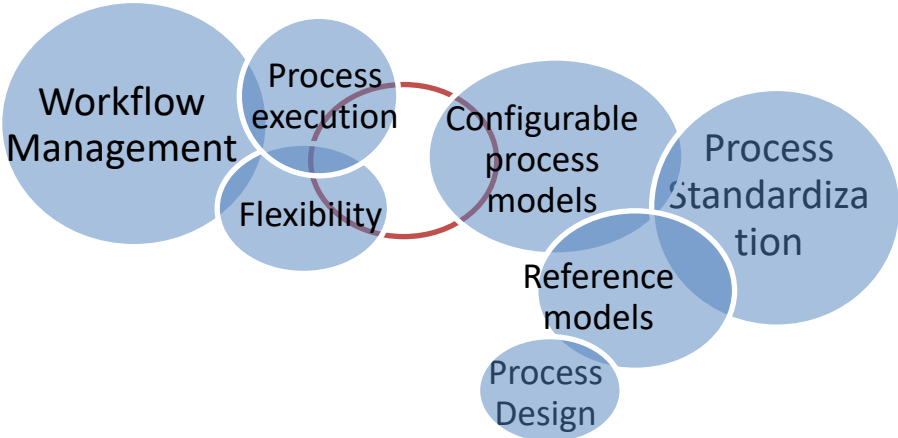 Workflow
Management
Process
execution
Flexibility
Configurable
process
models
Process
Standardiza
tion
Reference
models
Process
Design